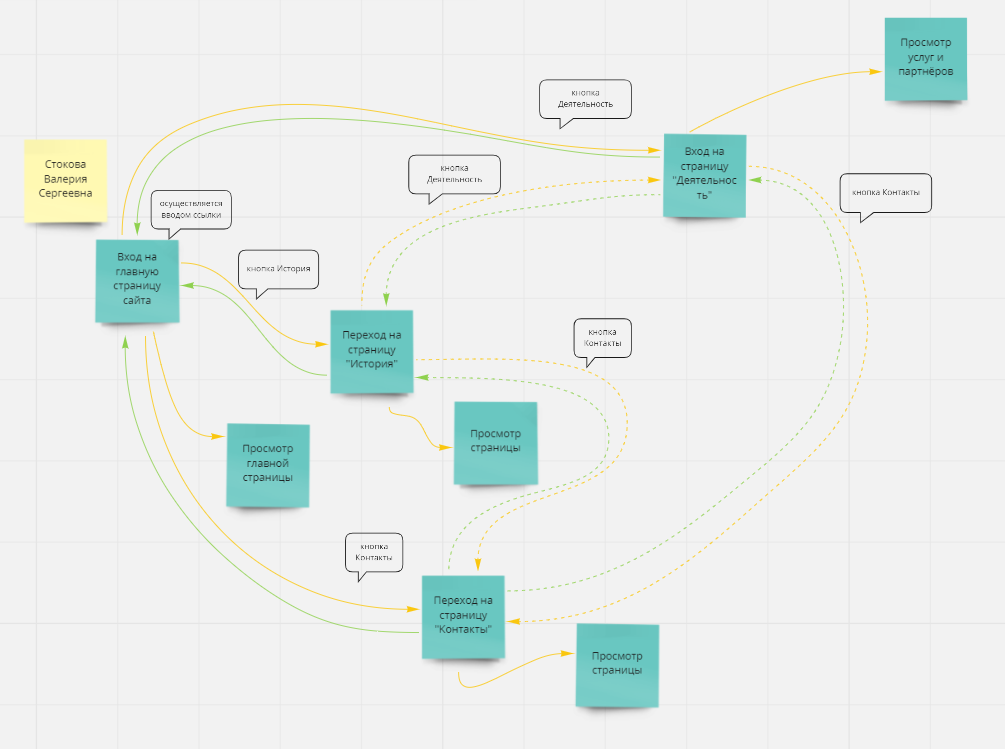 Просмотр
услуг и
партнёров
кнопка
Деятельность
Вход на
страницу
"Деятельнос
ть"
Стокова
Валерия
Сергеевна
кнопка
Деятельность
кнопка Контакты
осуществляется
вводом ссылки
Вход на
главную
страницу
сайта
кнопка История
Переход на
страницу
"История"
кнопка
Контакты
Просмотр
страницы
Просмотр
главной
страницы
кнопка
Контакты
Переход на
страницу
"Контакты"
Просмотр
страницы